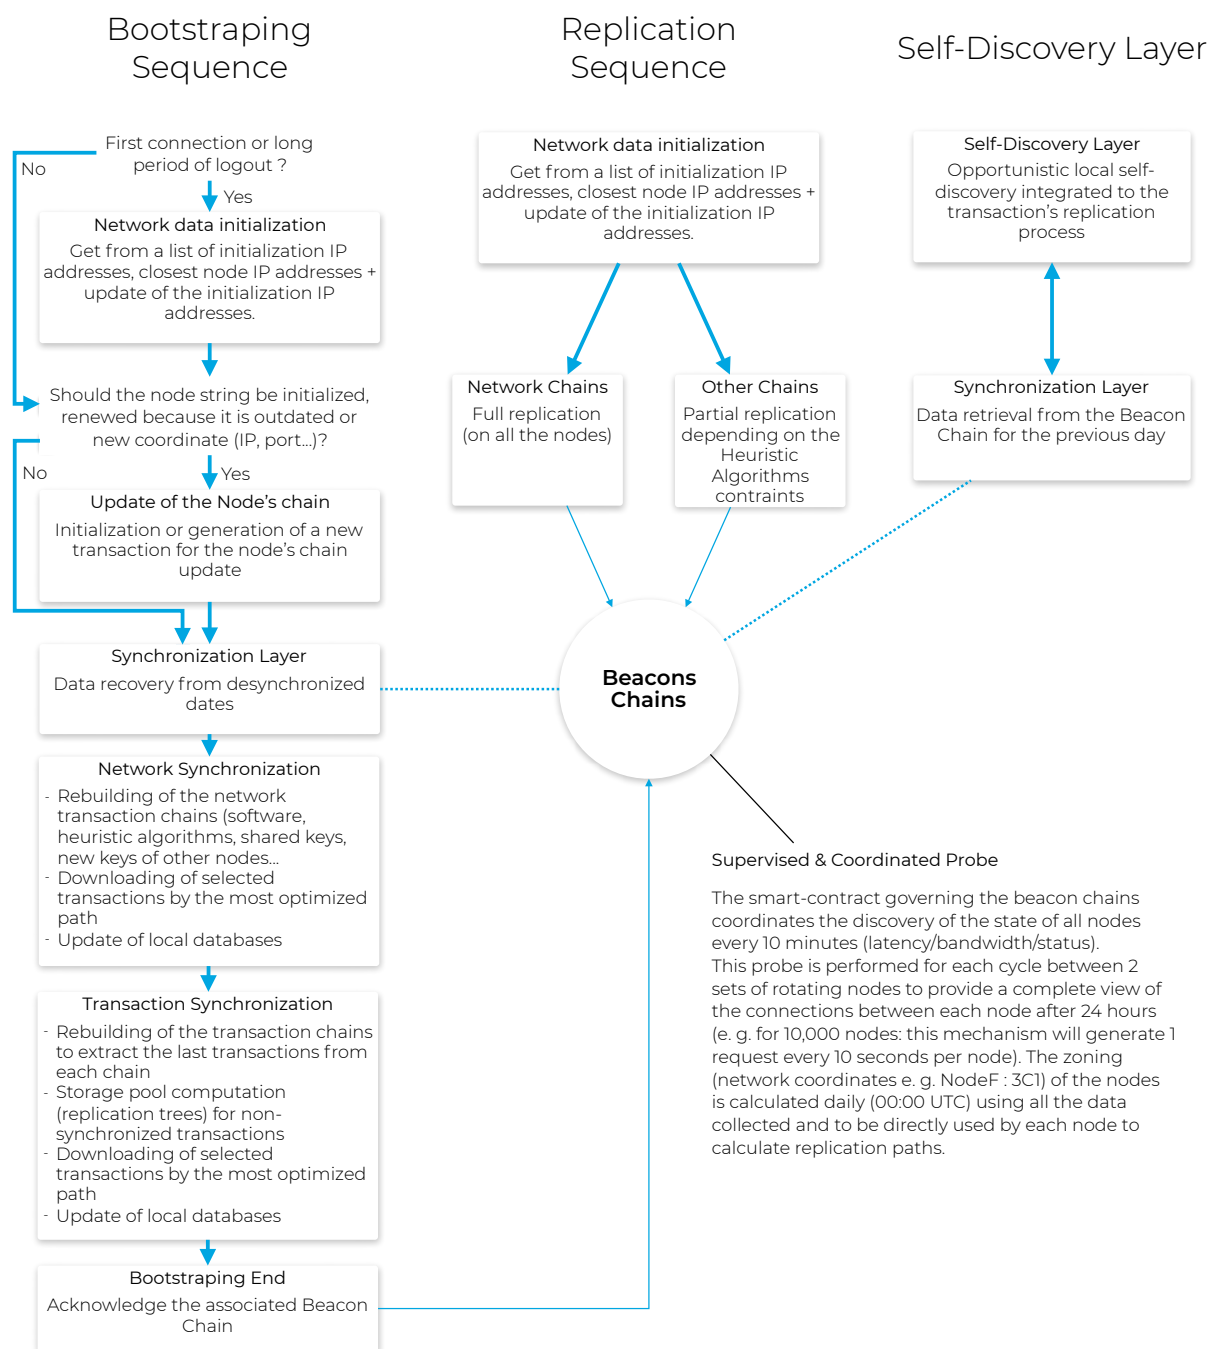 Bootstraping
Sequence
First connection or long
period of logout ?
No
Yes
Network data initialization
Get from a list of initialization IP
addresses, closest node IP addresses +
update of the initialization IP
addresses.
Should the node string be initialized,
renewed because it is outdated or
new coordinate (IP, port...)?
No
Yes
Update of the Node's chain
Initialization or generation of a new
transaction for the node's chain
update
Synchronization Layer
Data recovery from desynchronized
dates
Network Synchronization
- Rebuilding of the network
transaction chains (software,
heuristic algorithms, shared keys,
new keys of other nodes...
- Downloading of selected
transactions by the most optimized
path
- Update of local databases
Transaction Synchronization
- Rebuilding of the transaction chains
to extract the last transactions from
each chain
- Storage pool computation
(replication trees) for non-
synchronized transactions
- Downloading of selected
transactions by the most optimized
path
- Update of local databases
Bootstraping End
Acknowledge the associated Beacon
Chain
Replication
Sequence
Network data initialization
Get from a list of initialization IP
addresses, closest node IP addresses +
update of the initialization IP
addresses.
Network Chains
Full replication
(on all the nodes)
Other Chains
Partial replication
depending on the
Heuristic
Algorithms
contraints
Beacons
Chains
Self-Discovery Layer
Self-Discovery Layer
Opportunistic local self-
discovery integrated to the
transaction's replication
process
Synchronization Layer
Data retrieval from the Beacon
Chain for the previous day
Supervised & Coordinated Probe
The smart-contract governing the beacon chains
coordinates the discovery of the state of all nodes
every 10 minutes (latency/bandwidth/status).
This probe is performed for each cycle between 2
sets of rotating nodes to provide a complete view of
the connections between each node after 24 hours
(e. g. for 10,000 nodes: this mechanism will generate 1
request every 10 seconds per node). The zoning
(network coordinates e. g. NodeF : 3C1) of the nodes
is calculated daily (00:00 UTC) using all the data
collected and to be directly used by each node to
calculate replication paths.